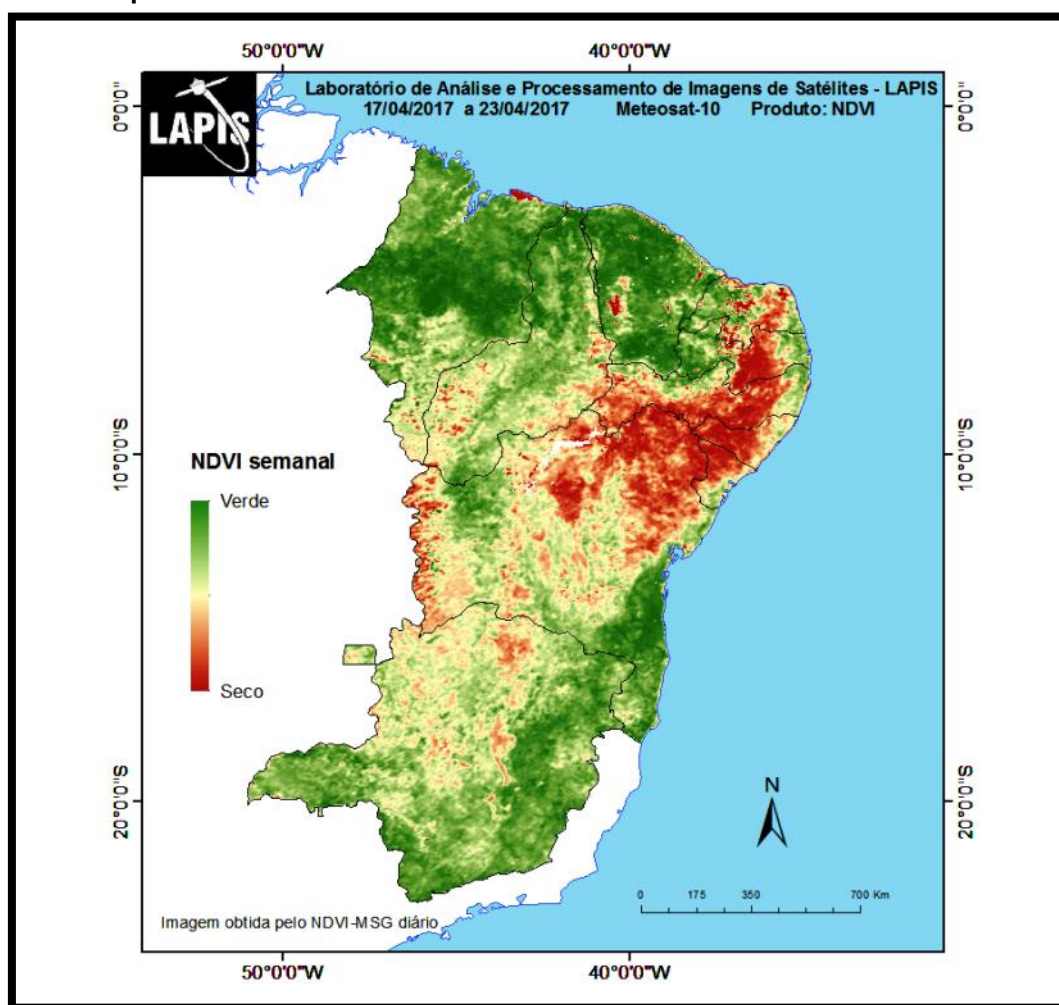 50°0'0"W 40°0'0"W
LAPIS
Laboratório de Análise e Processamento de Imagens de Satélites - LAPIS
17/04/2017 a 23/04/2017 Meteosat-10 Produto: NDVI
0°0'0" 0°0'0"
10°0'0"S 10°0'0"S
NDVI semanal
Verde
Seco
20°0'0"S 20°0'0"S
N
0 175 350 700 Km
Imagem obtida pelo NDVI-MSG diário
50°0'0"W 40°0'0"W